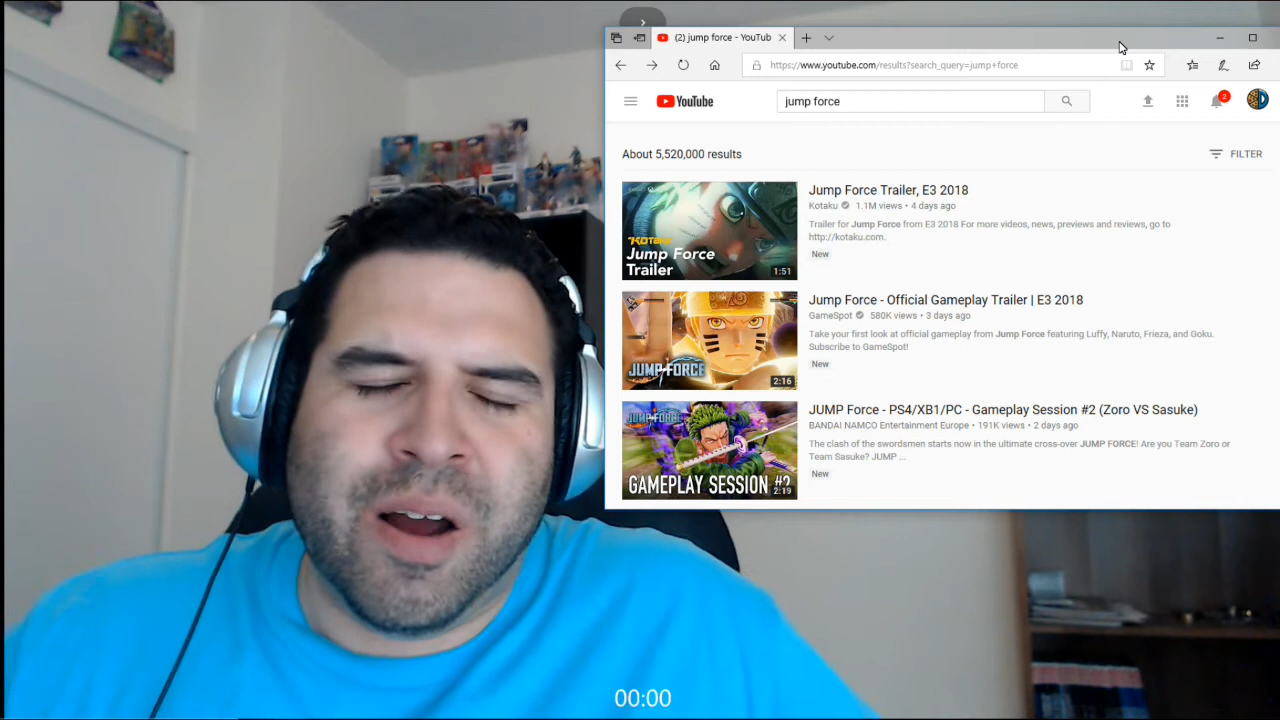 (2) jump force - YouTub
https://www.youtube.com/results?search_query=jump+force
YouTube
jump force
2
About 5,520,000 results
FILTER
KOTAKU
Jump Force
Trailer
1:51
Jump Force Trailer, E3 2018
Kotaku 1.1M views • 4 days ago
Trailer for Jump Force from E3 2018 For more videos, news, previews and reviews, go to
http://kotaku.com.
New
JUMP FORCE
2:16
Jump Force - Official Gameplay Trailer | E3 2018
GameSpot 580K views • 3 days ago
Take your first look at official gameplay from Jump Force featuring Luffy, Naruto, Frieza, and Goku.
Subscribe to GameSpot!
New
JUMP FORCE
GAMEPLAY SESSION #2
2:19
JUMP Force - PS4/XB1/PC - Gameplay Session #2 (Zoro VS Sasuke)
BANDAI NAMCO Entertainment Europe • 191K views • 2 days ago
The clash of the swordsmen starts now in the ultimate cross-over JUMP FORCE! Are you Team Zoro or
Team Sasuke? JUMP ...
New
00:00